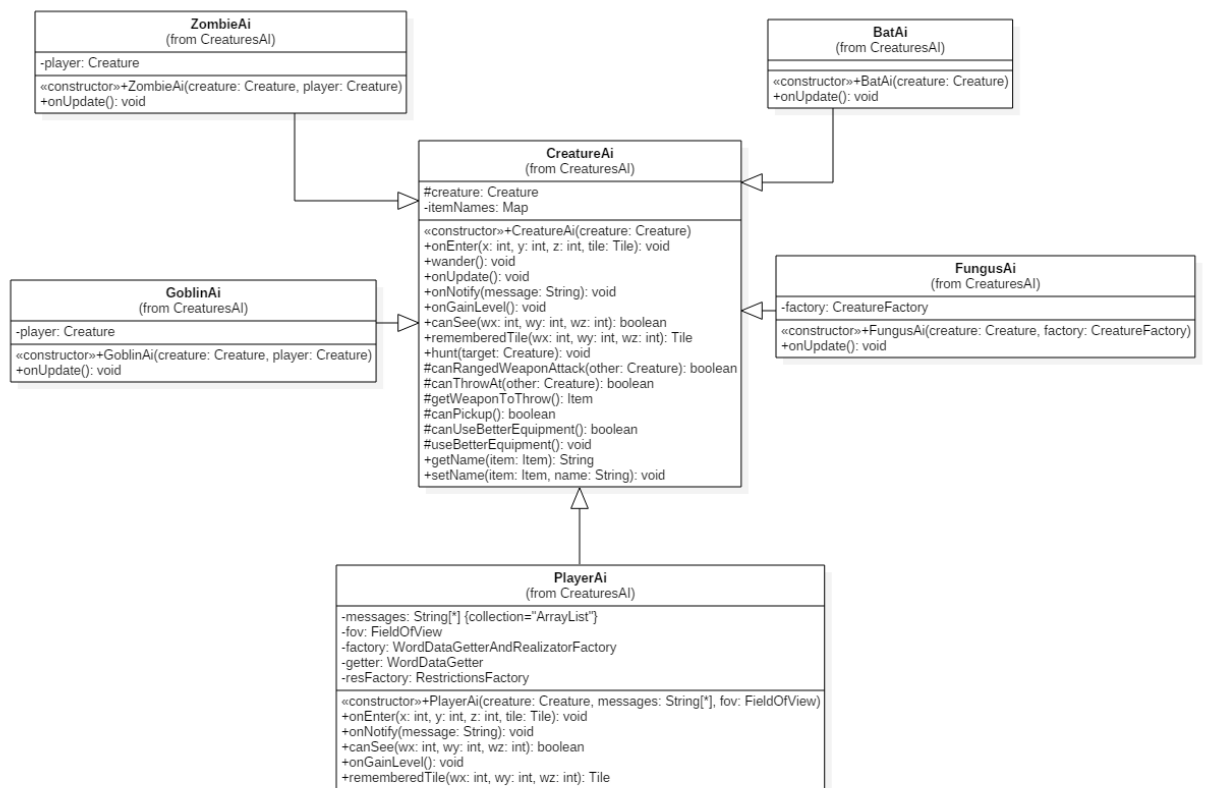 ZombieAi
(from CreaturesAI)
-player: Creature
«constructor»+ZombieAi(creature: Creature, player: Creature)
+onUpdate(): void
BatAi
(from CreaturesAI)
«constructor»+BatAi(creature: Creature)
+onUpdate(): void
CreatureAi
(from CreaturesAI)
#creature: Creature
-itemNames: Map
«constructor»+CreatureAi(creature: Creature)
+onEnter(x: int, y: int, z: int, tile: Tile): void
+wander(): void
+onUpdate(): void
+onNotify(message: String): void
+onGainLevel(): void
+canSee(wx: int, wy: int, wz: int): boolean
+rememberedTile(wx: int, wy: int, wz: int): Tile
+hunt(target: Creature): void
#canRangedWeaponAttack(other: Creature): boolean
#canThrowAt(other: Creature): boolean
#getWeaponToThrow(): Item
#canPickup(): boolean
#canUseBetterEquipment(): boolean
#useBetterEquipment(): void
+getName(item: Item): String
+setName(item: Item, name: String): void
GoblinAi
(from CreaturesAI)
-player: Creature
«constructor»+GoblinAi(creature: Creature, player: Creature)
+onUpdate(): void
FungusAi
(from CreaturesAI)
-factory: CreatureFactory
«constructor»+FungusAi(creature: Creature, factory: CreatureFactory)
+onUpdate(): void
PlayerAi
(from CreaturesAI)
-messages: String[*] {collection="ArrayList"}
-fov: FieldOfView
-factory: WordDataGetterAndRealizatorFactory
-getter: WordDataGetter
-resFactory: RestrictionsFactory
«constructor»+PlayerAi(creature: Creature, messages: String[*], fov: FieldOfView)
+onEnter(x: int, y: int, z: int, tile: Tile): void
+onNotify(message: String): void
+canSee(wx: int, wy: int, wz: int): boolean
+onGainLevel(): void
+rememberedTile(wx: int, wy: int, wz: int): Tile